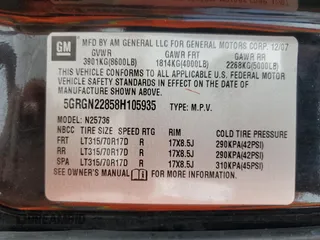 GM
MFD BY AM GENERAL LLC FOR GENERAL MOTORS CORP. 12/07
GVWR GAWR FRT GAWR RR
3901KG(8600LB) 1814KG(4000LB) 2268KG(5000LB)
THIS VEHICLE CONFORMS TO ALL APPLICABLE U.S. FEDERAL MOTOR
VEHICLE SAFETY STANDARDS IN EFFECT ON THE DATE OF
MANUFACTURE SHOWN ABOVE.
5GRGN22858H105935 TYPE: M.P.V.
MODEL: N25736
NBCC TIRE SIZE SPEED RTG RIM COLD TIRE PRESSURE
FRT LT315/70R17D R 17X8.5J 290KPA(42PSI)
RR LT315/70R17D R 17X8.5J 290KPA(42PSI)
SPA LT315/70R17D R 17X8.5J 310KPA(45PSI)
SEE OWNER'S MANUAL FOR MORE INFORMATION